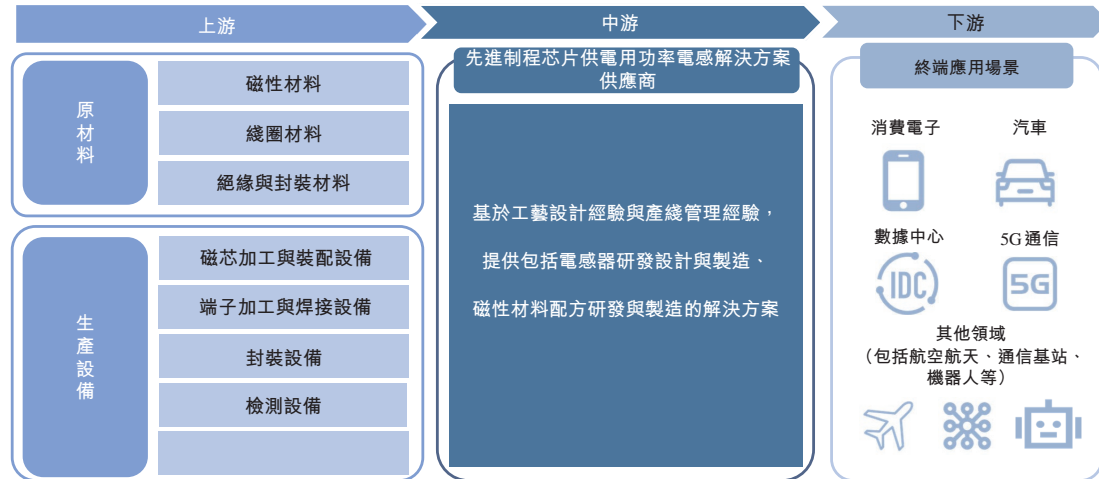 上游
中游
下游
原材料
磁性材料
綫圈材料
絕緣與封裝材料
生產設備
磁芯加工與裝配設備
端子加工與焊接設備
封裝設備
檢測設備
先進制程芯片供電用功率電感解決方案
供應商
基於工藝設計經驗與產綫管理經驗，
提供包括電感器研發設計與製造、
磁性材料配方研發與製造的解決方案
終端應用場景
消費電子
汽車
數據中心
5G通信
IDC
5G
其他領域
（包括航空航天、通信基站、
機器人等）